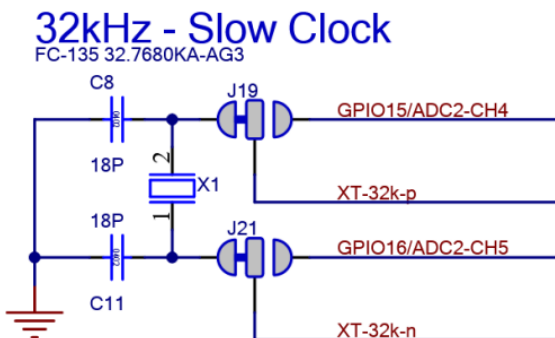 32kHz - Slow Clock
FC-135 32.7680KA-AG3
C8
J19
GPIO15/ADC2-CH4
18P
2
X1
XT-32k-p
18P
1
J21
GPIO16/ADC2-CH5
C11
XT-32k-n